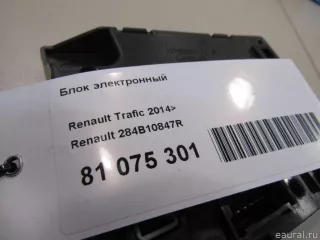 Блок электронный
Renault Trafic 2014>
Renault 284B10847R
81 075 301
© eaural.ru